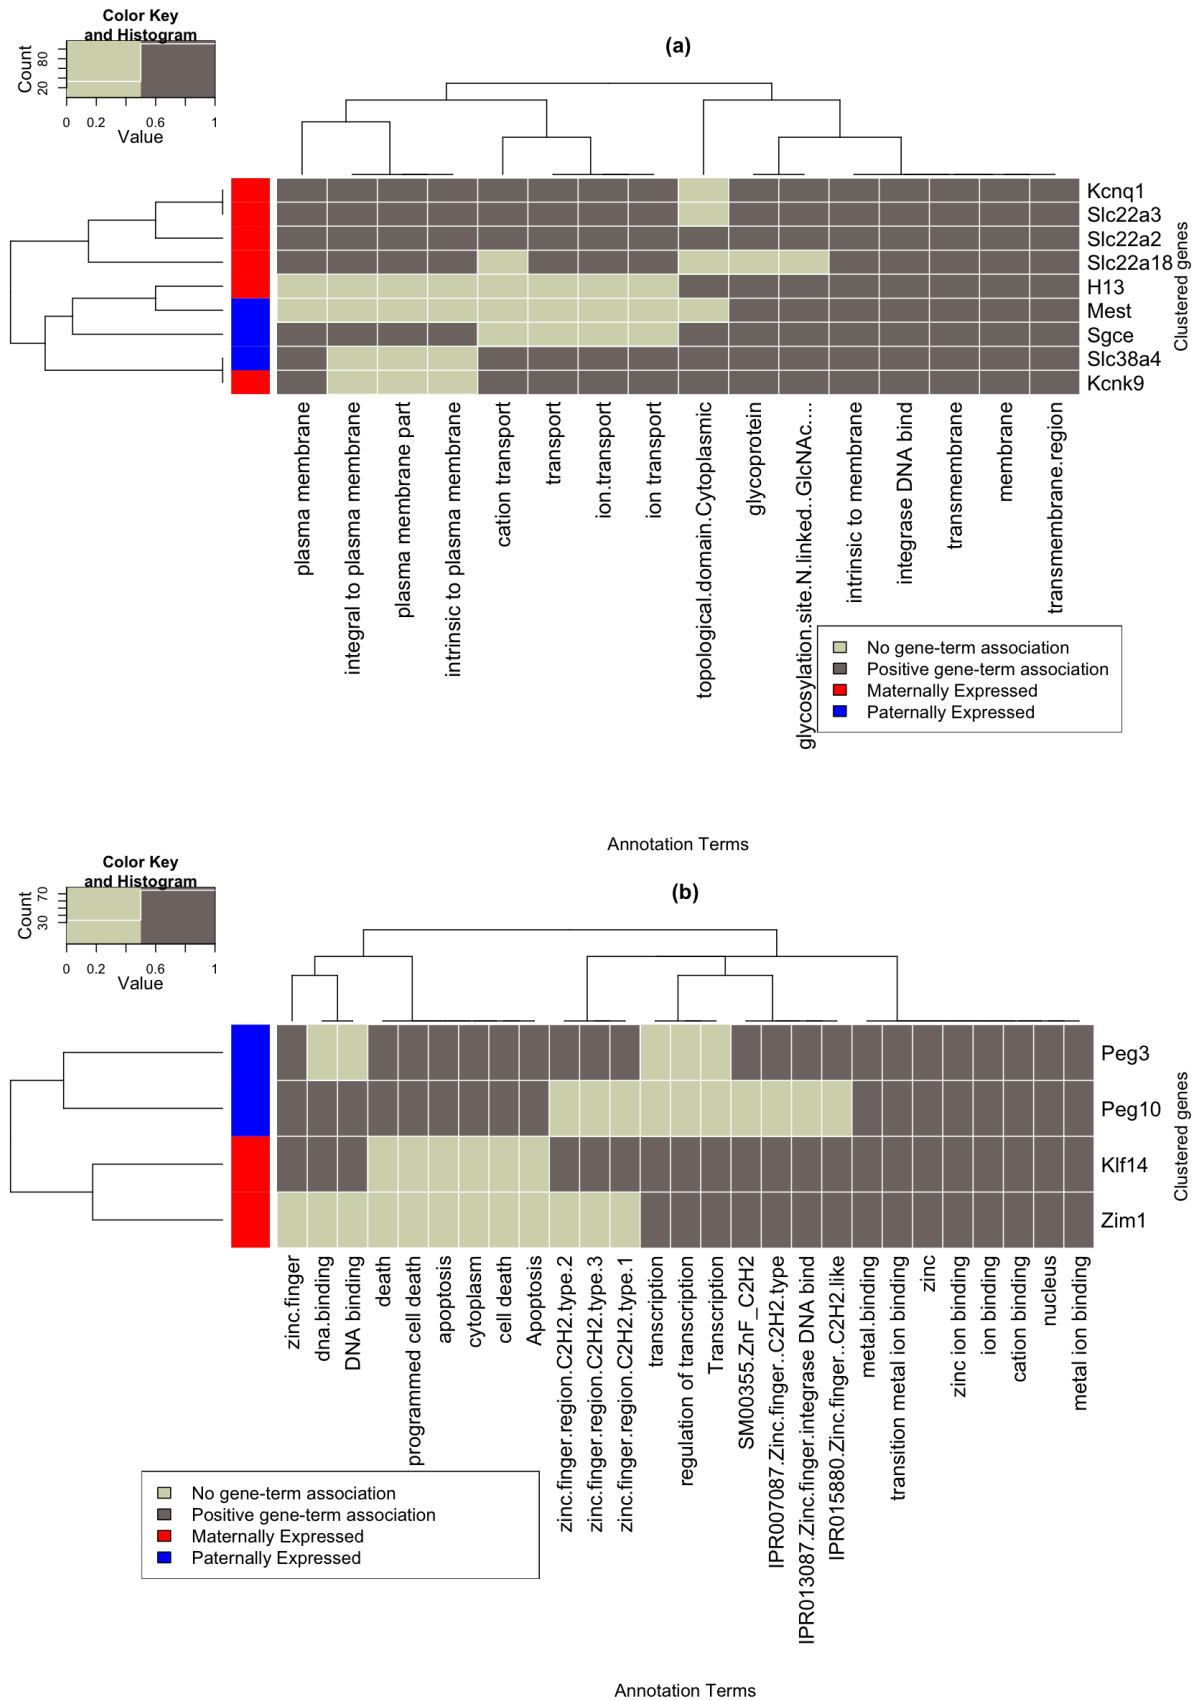 Color Key
and Histogram
Count
20 80
0 0.2 0.6 1
Value
(a)
Kcnq1
Slc22a3
Slc22a2
Slc22a18
H13
Mest
Sgce
Slc38a4
Kcnk9
Clustered genes
plasma membrane
integral to plasma membrane
plasma membrane part
intrinsic to plasma membrane
cation transport
transport
ion.transport
ion transport
topological.domain.Cytoplasmic
glycoprotein
glycosylation.site.N.linked..GlcNAc....
intrinsic to membrane
integrase DNA bind
transmembrane
membrane
transmembrane.region
No gene-term association
Positive gene-term association
Maternally Expressed
Paternally Expressed
Annotation Terms
Color Key
and Histogram
Count
30 70
0 0.2 0.6 1
Value
(b)
Peg3
Peg10
Klf14
Zim1
Clustered genes
zinc.finger
dna.binding
DNA binding
death
programmed cell death
apoptosis
cytoplasm
cell death
Apoptosis
zinc.finger.region.C2H2.type.2
zinc.finger.region.C2H2.type.3
zinc.finger.region.C2H2.type.1
transcription
regulation of transcription
Transcription
SM00355.ZnF_C2H2
IPR007087.Zinc.finger..C2H2.type
IPR013087.Zinc.finger.integrase DNA bind
IPR015880.Zinc.finger..C2H2.like
metal.binding
transition metal ion binding
zinc
zinc ion binding
ion binding
cation binding
nucleus
metal ion binding
No gene-term association
Positive gene-term association
Maternally Expressed
Paternally Expressed
Annotation Terms